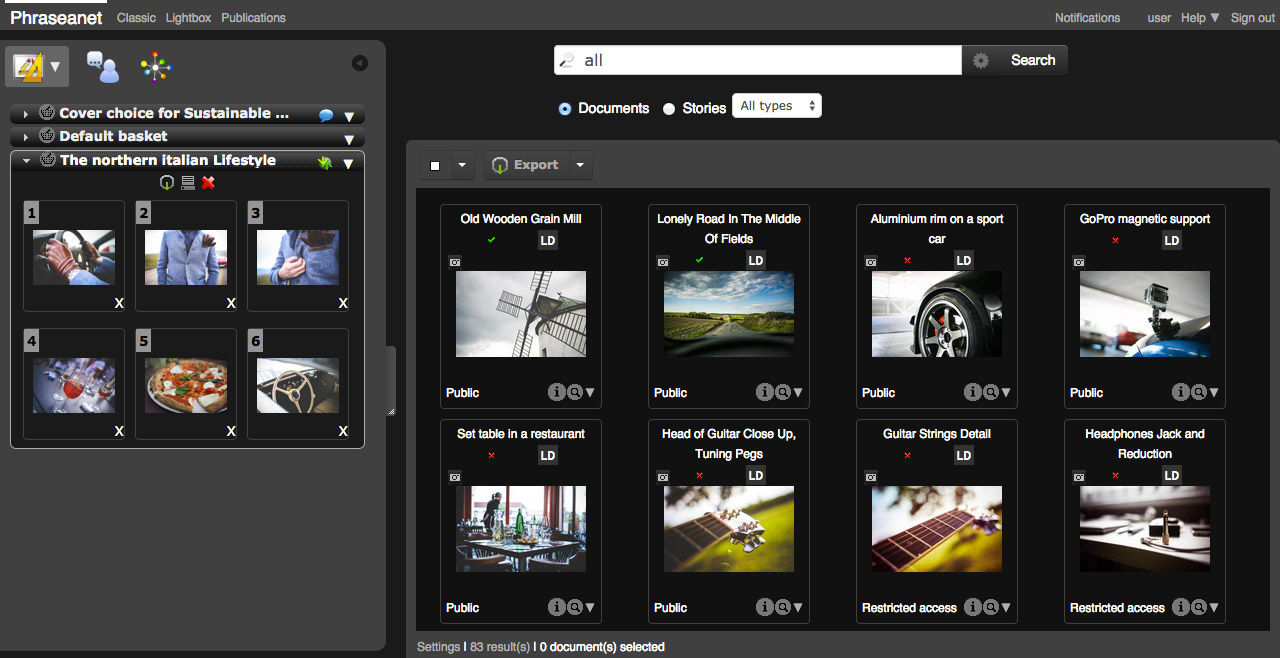 Phraseanet Classic Lightbox Publications Notifications user Help ▼ Sign out
Cover choice for Sustainable ...
Default basket
The northern italian Lifestyle
1 2 3
X X X
4 5 6
X X X
all Search
Documents Stories All types
Export
Old Wooden Grain Mill
LD
Public
Lonely Road In The Middle
Of Fields
LD
Public
Aluminium rim on a sport
car
LD
Public
GoPro magnetic support
LD
Public
Set table in a restaurant
LD
Public
Head of Guitar Close Up,
Tuning Pegs
LD
Public
Guitar Strings Detail
LD
Restricted access
Headphones Jack and
Reduction
LD
Restricted access
Settings | 83 result(s) | 0 document(s) selected